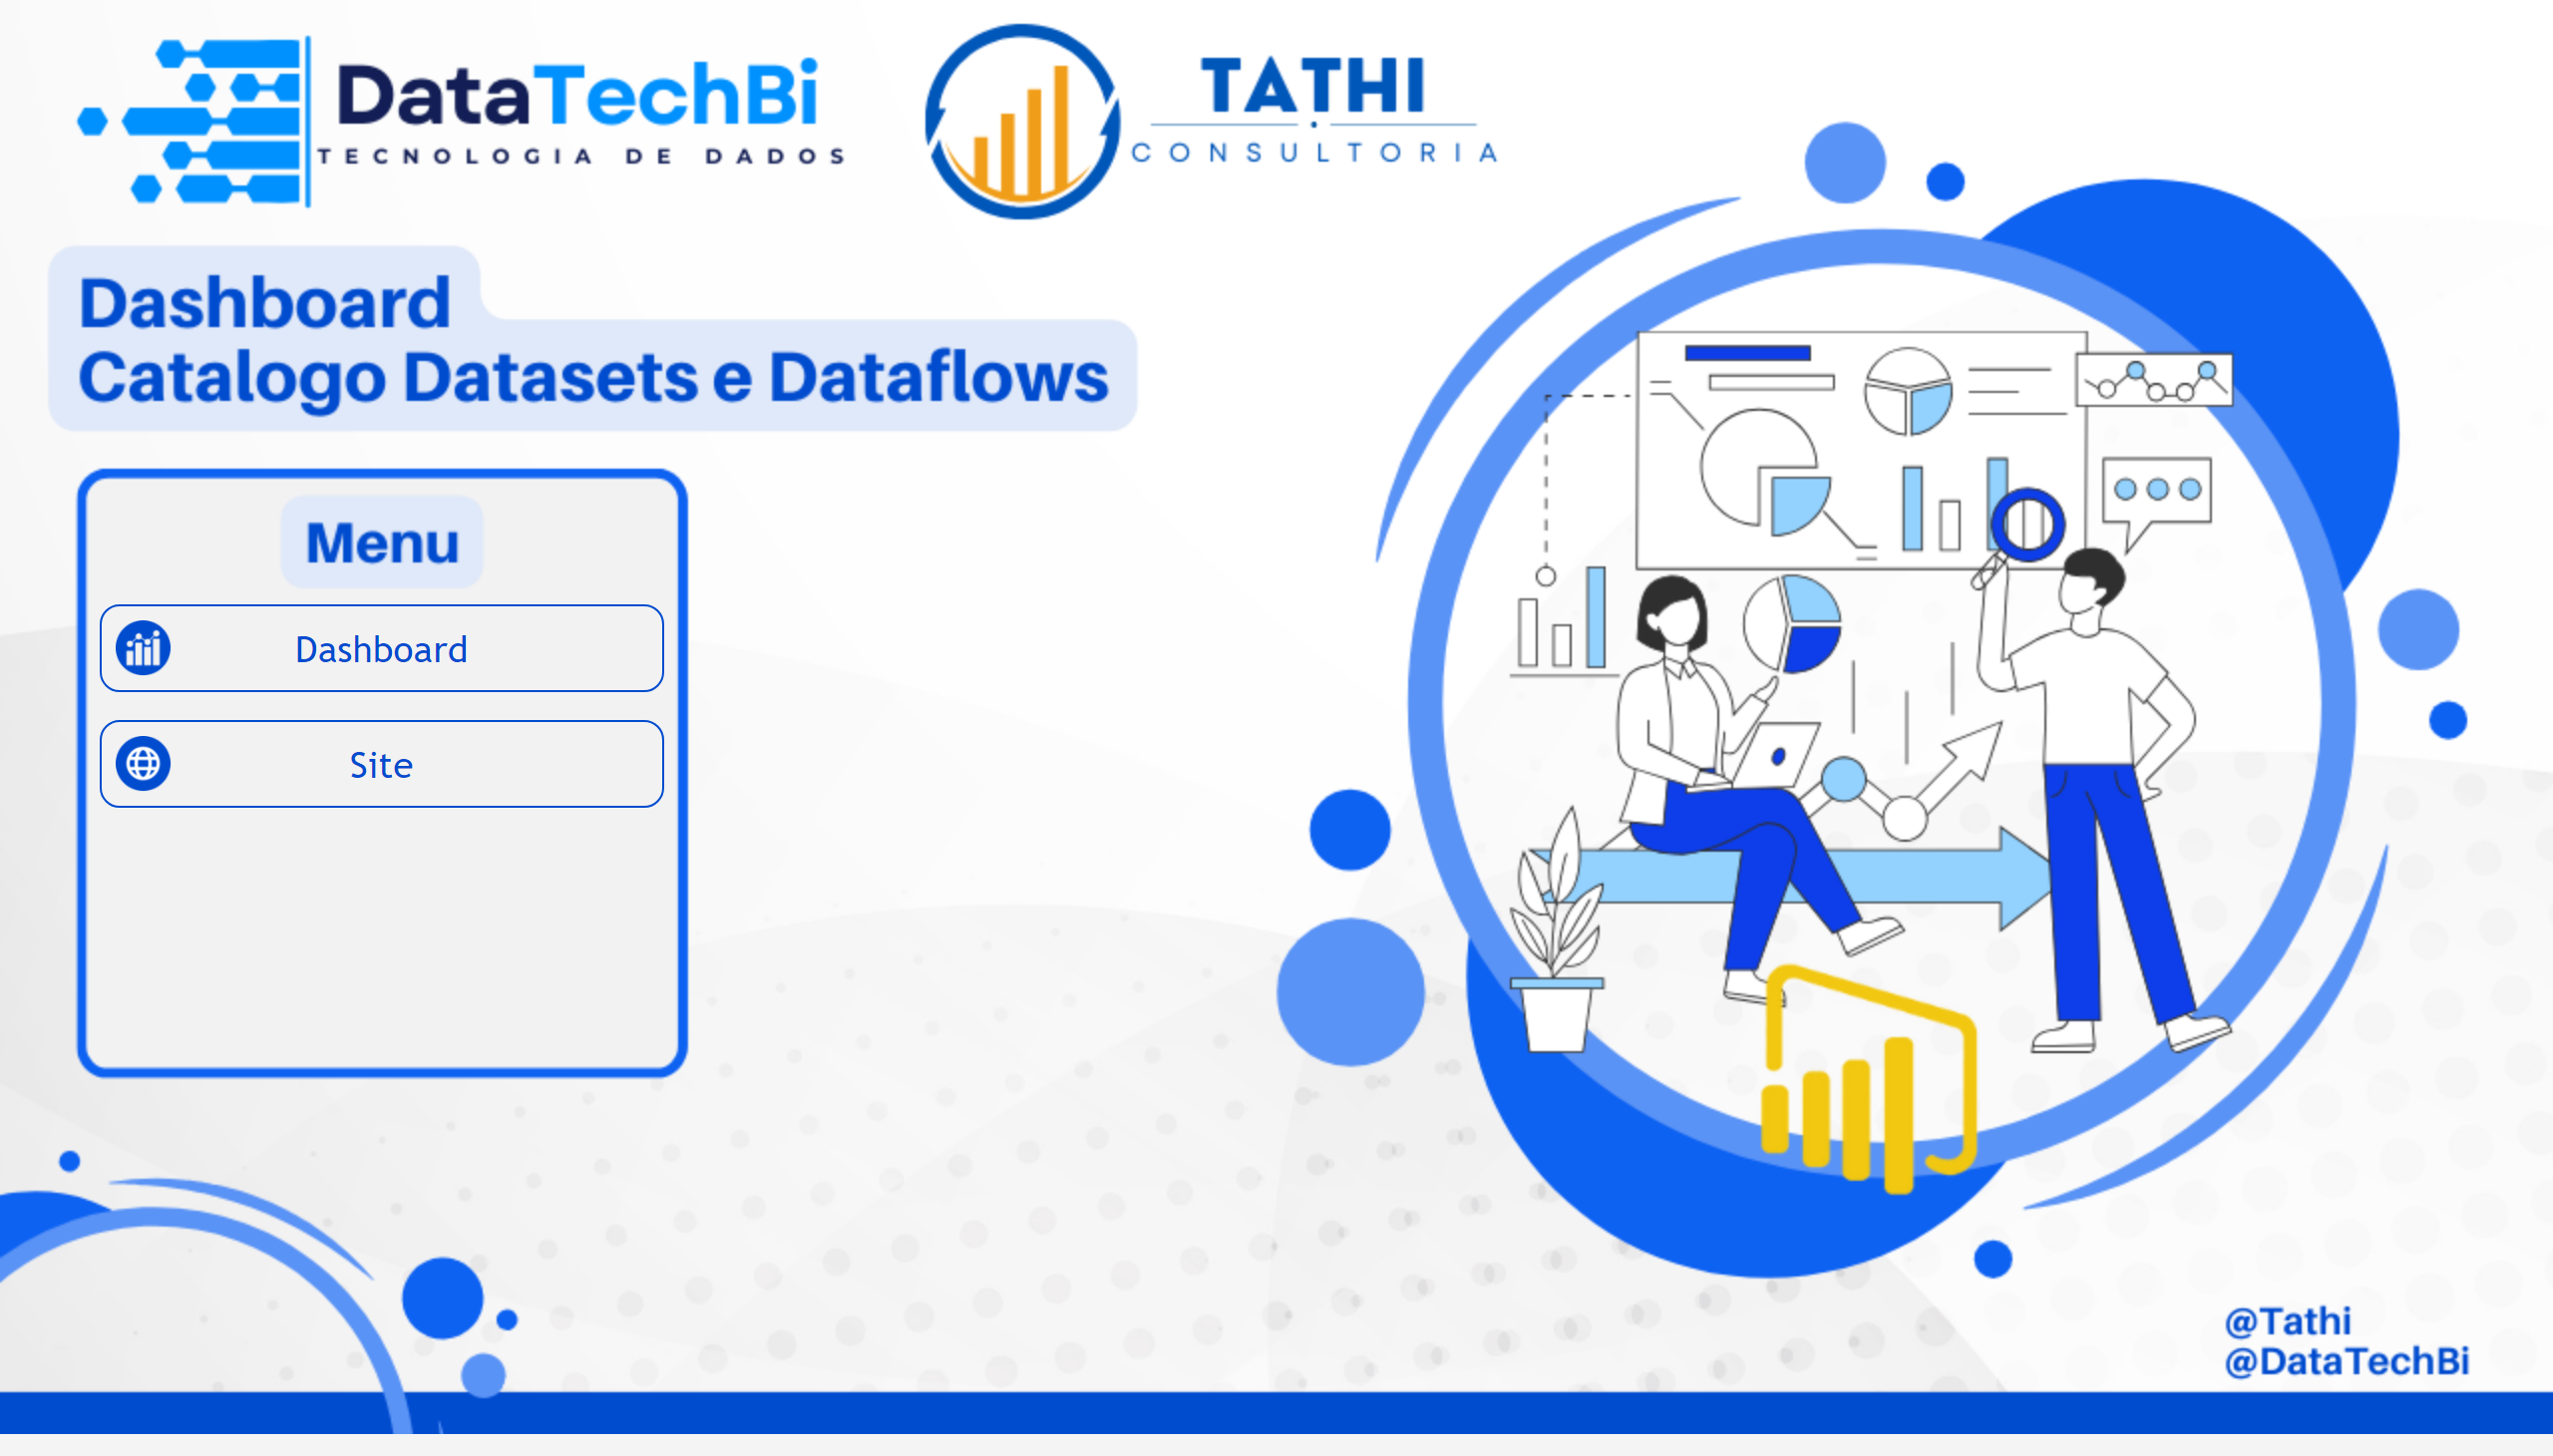 DataTechBi
TECNOLOGIA DE DADOS
TATHI
CONSULTORIA
Dashboard
Catalogo Datasets e Dataflows
Menu
Dashboard
Site
@Tathi
@DataTechBi